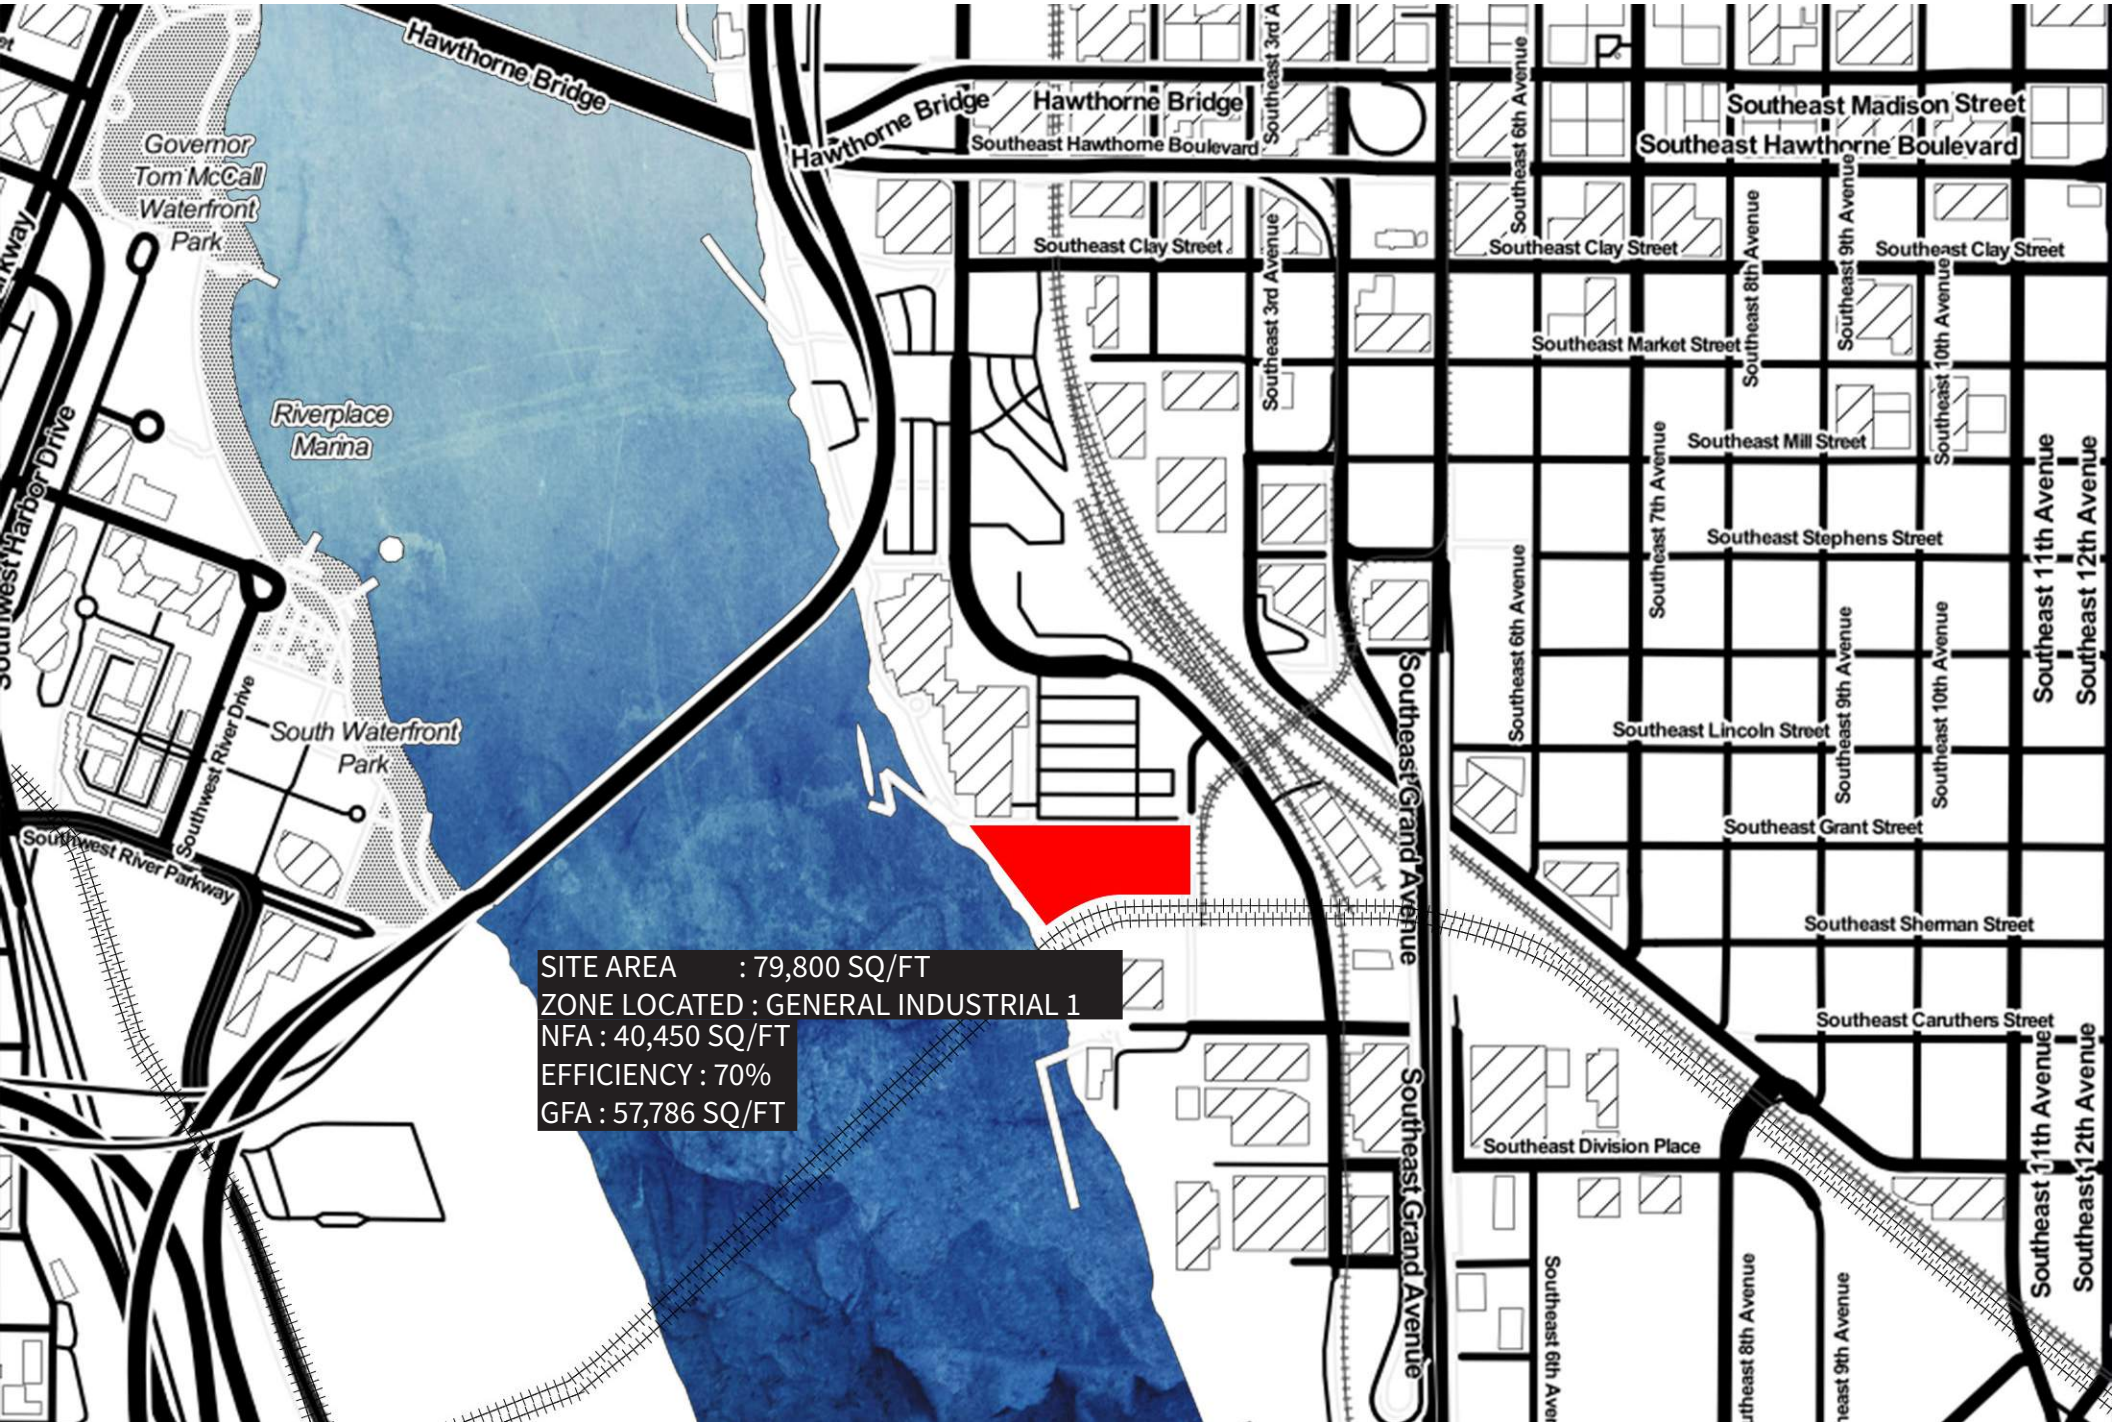 Hawthorne Bridge
Hawthorne Bridge
Hawthorne Bridge
Southeast Hawthorne Boulevard
Southeast 3rd A
Southeast 6th Avenue
Southeast Madison Street
Southeast Hawthorne Boulevard
Governor
Tom McCall
Waterfront
Park
Southeast Clay Street
Southeast Clay Street
Southeast Clay Street
Southeast 3rd Avenue
Southeast 8th Avenue
Southeast 9th Avenue
Southeast 10th Avenue
Southeast Market Street
Riverplace
Marina
Southeast Mill Street
Southwest Harbor Drive
Southeast 7th Avenue
Southeast 11th Avenue
Southeast 12th Avenue
Southeast Stephens Street
Southeast 6th Avenue
Southeast 9th Avenue
Southeast 10th Avenue
South Waterfront
Park
Southwest River Drive
Southeast Lincoln Street
Southeast Grand Avenue
Southwest River Parkway
Southeast Grant Street
Southeast Sherman Street
SITE AREA : 79,800 SQ/FT
ZONE LOCATED : GENERAL INDUSTRIAL 1
NFA : 40,450 SQ/FT
EFFICIENCY : 70%
GFA : 57,786 SQ/FT
Southeast Caruthers Street
Southeast Grand Avenue
Southeast Division Place
Southeast 11th Avenue
Southeast 12th Avenue
Southeast 6th Aven
utheast 8th Avenue
heast 9th Avenue